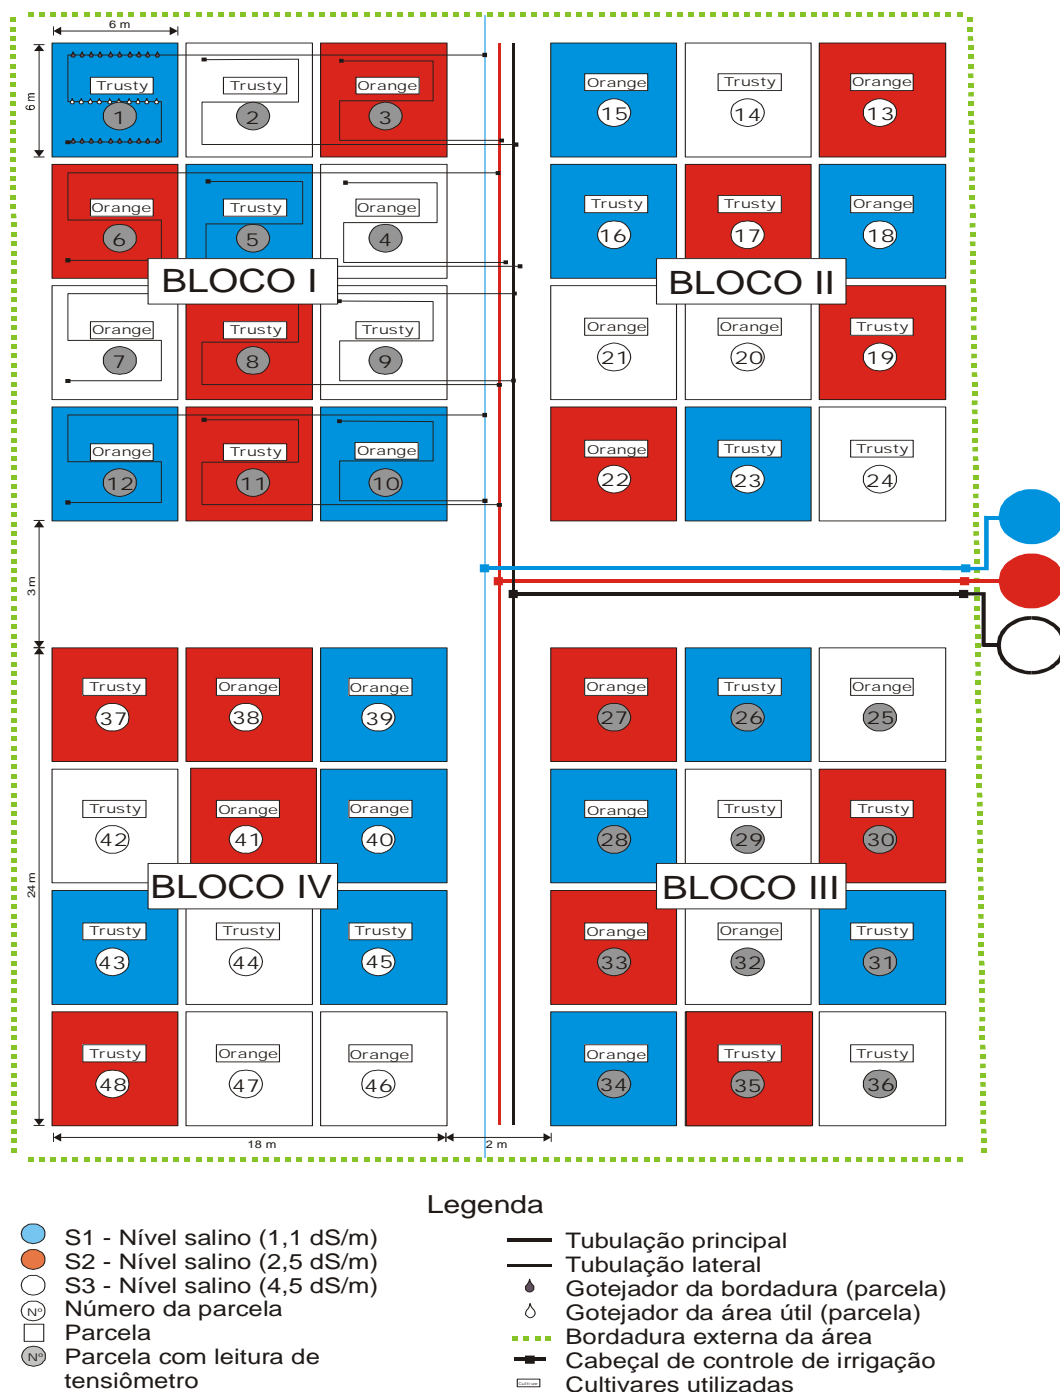 6 m
6 m
Trusty
1
Trusty
2
Orange
3
Orange
15
Trusty
14
Orange
13
Orange
6
Trusty
5
Orange
4
Trusty
16
Trusty
17
Orange
18
BLOCO I
BLOCO II
Orange
7
Trusty
8
Trusty
9
Orange
21
Orange
20
Trusty
19
Orange
12
Trusty
11
Orange
10
Orange
22
Trusty
23
Trusty
24
3 m
Trusty
37
Orange
38
Orange
39
Orange
27
Trusty
26
Orange
25
Trusty
42
Orange
41
Orange
40
Orange
28
Trusty
29
Trusty
30
24 m
BLOCO IV
BLOCO III
Trusty
43
Trusty
44
Trusty
45
Orange
33
Orange
32
Trusty
31
Trusty
48
Orange
47
Orange
46
Orange
34
Trusty
35
Trusty
36
18 m
2 m
Legenda
S1 - Nível salino (1,1 dS/m)
S2 - Nível salino (2,5 dS/m)
S3 - Nível salino (4,5 dS/m)
Nº Número da parcela
Parcela
Nº Parcela com leitura de
tensiômetro
Tubulação principal
Tubulação lateral
Gotejador da bordadura (parcela)
Gotejador da área útil (parcela)
Bordadura externa da área
Cabeçal de controle de irrigação
Cultivares utilizadas